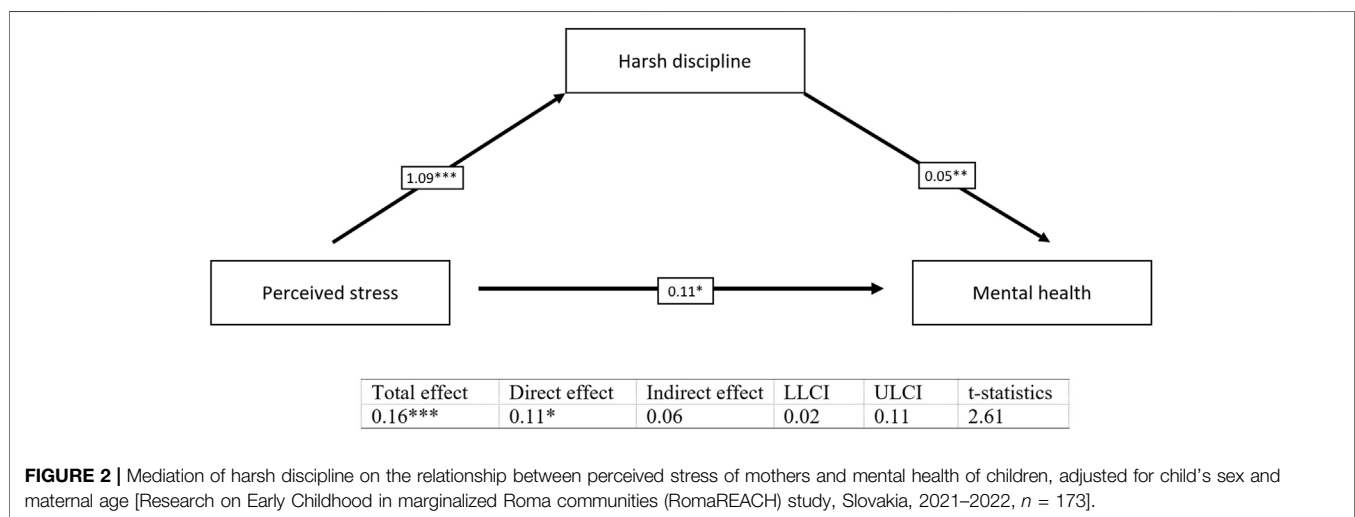 Harsh discipline
1.09***
0.05**
Perceived stress
0.11*
Mental health
Total effect Direct effect Indirect effect LLCI ULCI t-statistics
0.16*** 0.11* 0.06 0.02 0.11 2.61
FIGURE 2 | Mediation of harsh discipline on the relationship between perceived stress of mothers and mental health of children, adjusted for child's sex and
maternal age [Research on Early Childhood in marginalized Roma communities (RomaREACH) study, Slovakia, 2021–2022, n = 173].